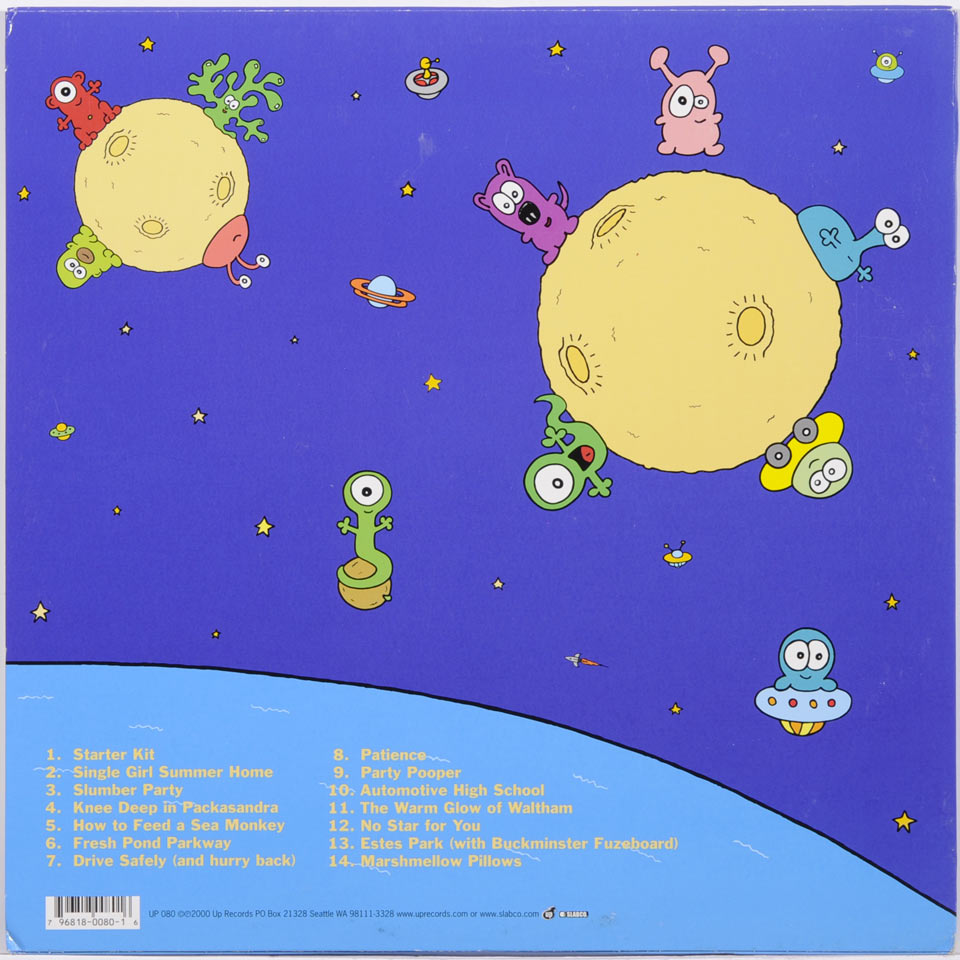 1. Starter Kit
2. Single Girl Summer Home
3. Slumber Party
4. Knee Deep in Packasandra
5. How to Feed a Sea Monkey
6. Fresh Pond Parkway
7. Drive Safely (and hurry back)
8. Patience
9. Party Pooper
10. Automotive High School
11. The Warm Glow of Waltham
12. No Star for You
13. Estes Park (with Buckminster Fuzeboard)
14. Marshmellow Pillows
7 96818-0080-1 6
UP 080 ©℗2000 Up Records PO Box 21328 Seattle WA 98111-3328 www.uprecords.com or www.slabco.com up SLABCO